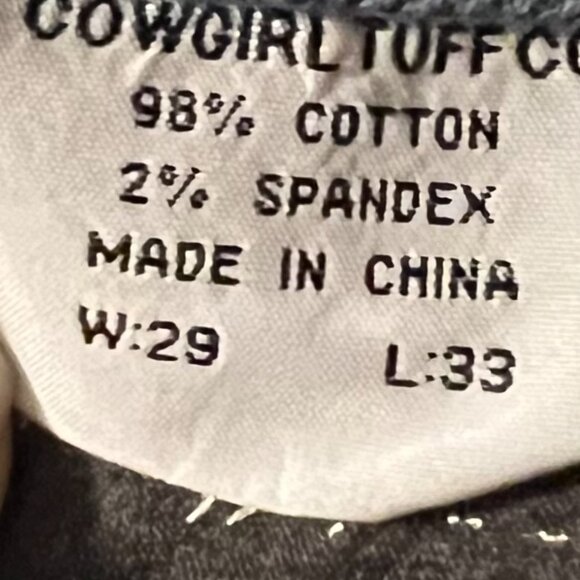 COWGIRL TUFF CO
98% COTTON
2% SPANDEX
MADE IN CHINA
W:29 L:33